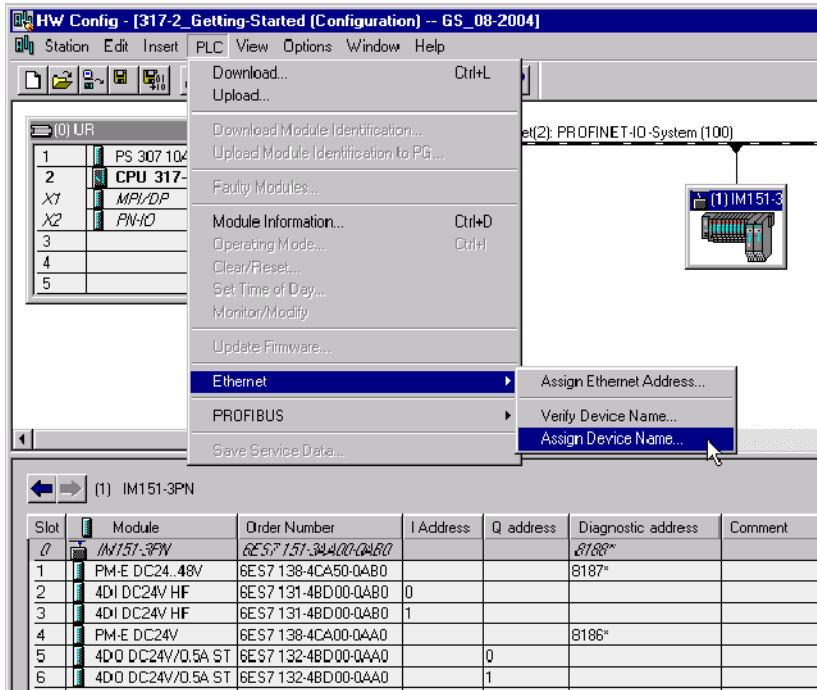 HW Config - [317-2_Getting-Started (Configuration) -- GS_08-2004]
Station Edit Insert PLC View Options Window Help
Download... Ctrl+L
Upload...
Download Module Identification...
Upload Module Identification to PG...
Faulty Modules...
Module Information... Ctrl+D
Operating Mode... Ctrl+I
Clear/Reset...
Set Time of Day...
Monitor/Modify
Update Firmware...
Ethernet
PROFIBUS
Save Service Data...
Assign Ethernet Address...
Verify Device Name...
Assign Device Name...
(0) UR
1 PS 307 10A
2 CPU 317-
X1 MPI/DP
X2 PN-IO
3
4
5
et(2): PROFINET-IO-System (100)
(1) IM151-3
(1) IM151-3PN
Slot Module Order Number I Address Q address Diagnostic address Comment
0 IM151-3PN 6ES7 151-3AA00-0AB0 8188*
1 PM-E DC24..48V 6ES7 138-4CA50-0AB0 8187*
2 4DI DC24V HF 6ES7 131-4BD00-0AB0 0
3 4DI DC24V HF 6ES7 131-4BD00-0AB0 1
4 PM-E DC24V 6ES7 138-4CA00-0AA0 8186*
5 4DO DC24V/0.5A ST 6ES7 132-4BD00-0AA0 0
6 4DO DC24V/0.5A ST 6ES7 132-4BD00-0AA0 1